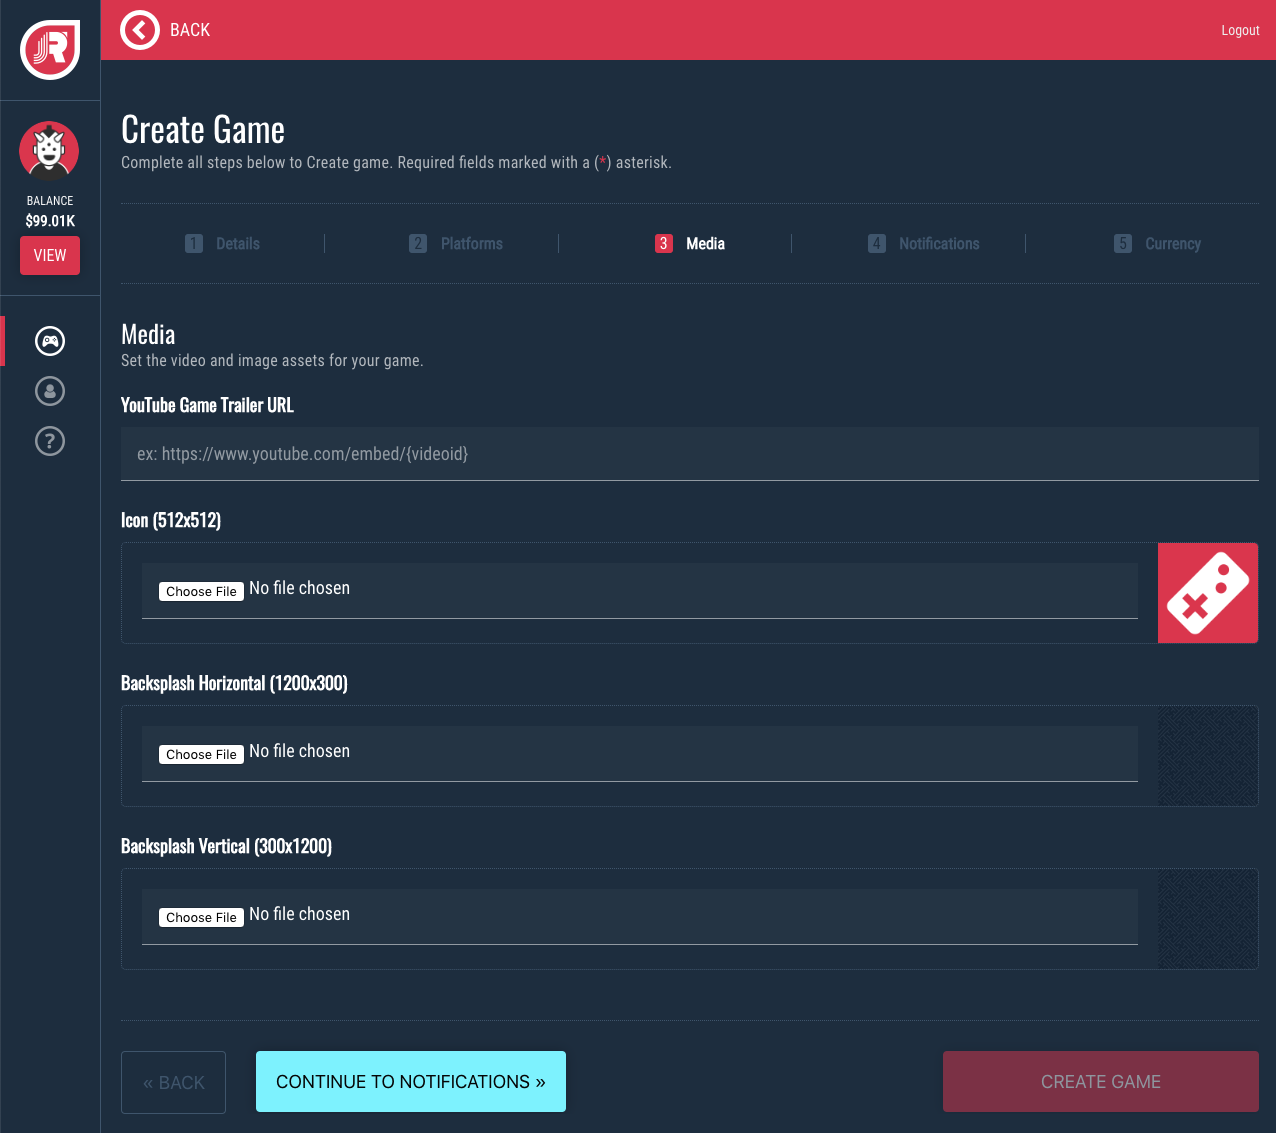 BACK
Logout
BALANCE
$99.01K
VIEW
Create Game
Complete all steps below to Create game. Required fields marked with a (*) asterisk.
1 Details
2 Platforms
3 Media
4 Notifications
5 Currency
Media
Set the video and image assets for your game.
YouTube Game Trailer URL
ex: https://www.youtube.com/embed/{videoid}
Icon (512x512)
Choose File No file chosen
Backsplash Horizontal (1200x300)
Choose File No file chosen
Backsplash Vertical (300x1200)
Choose File No file chosen
« BACK
CONTINUE TO NOTIFICATIONS »
CREATE GAME